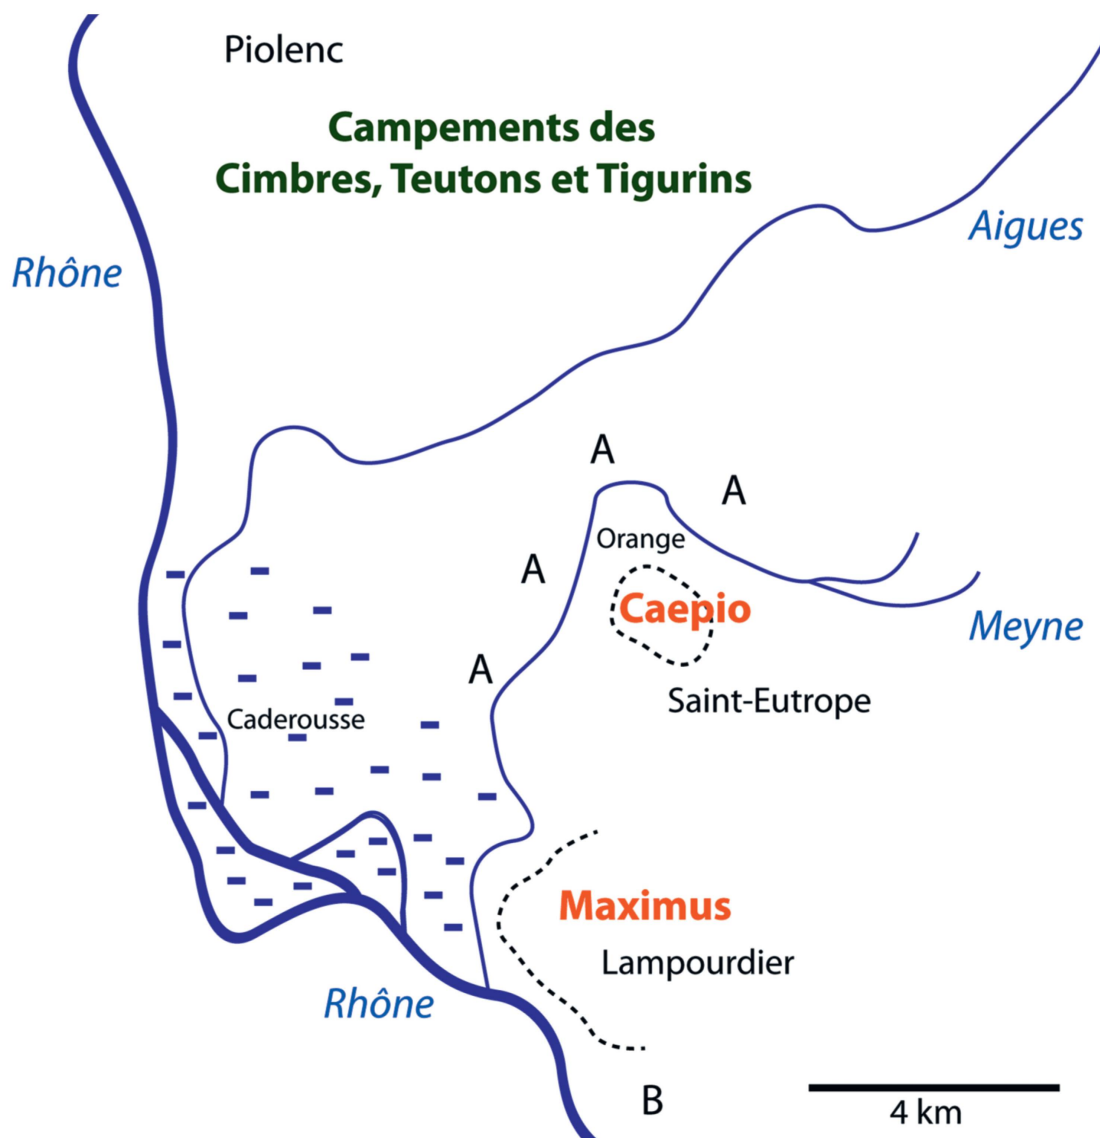 Piolenc
Campements des
Cimbres, Teutons et Tigurins
Aigues
Rhône
A
A
Orange
A
Caepio
Meyne
A
Saint-Eutrope
Caderousse
Maximus
Lampourdier
Rhône
B
4 km